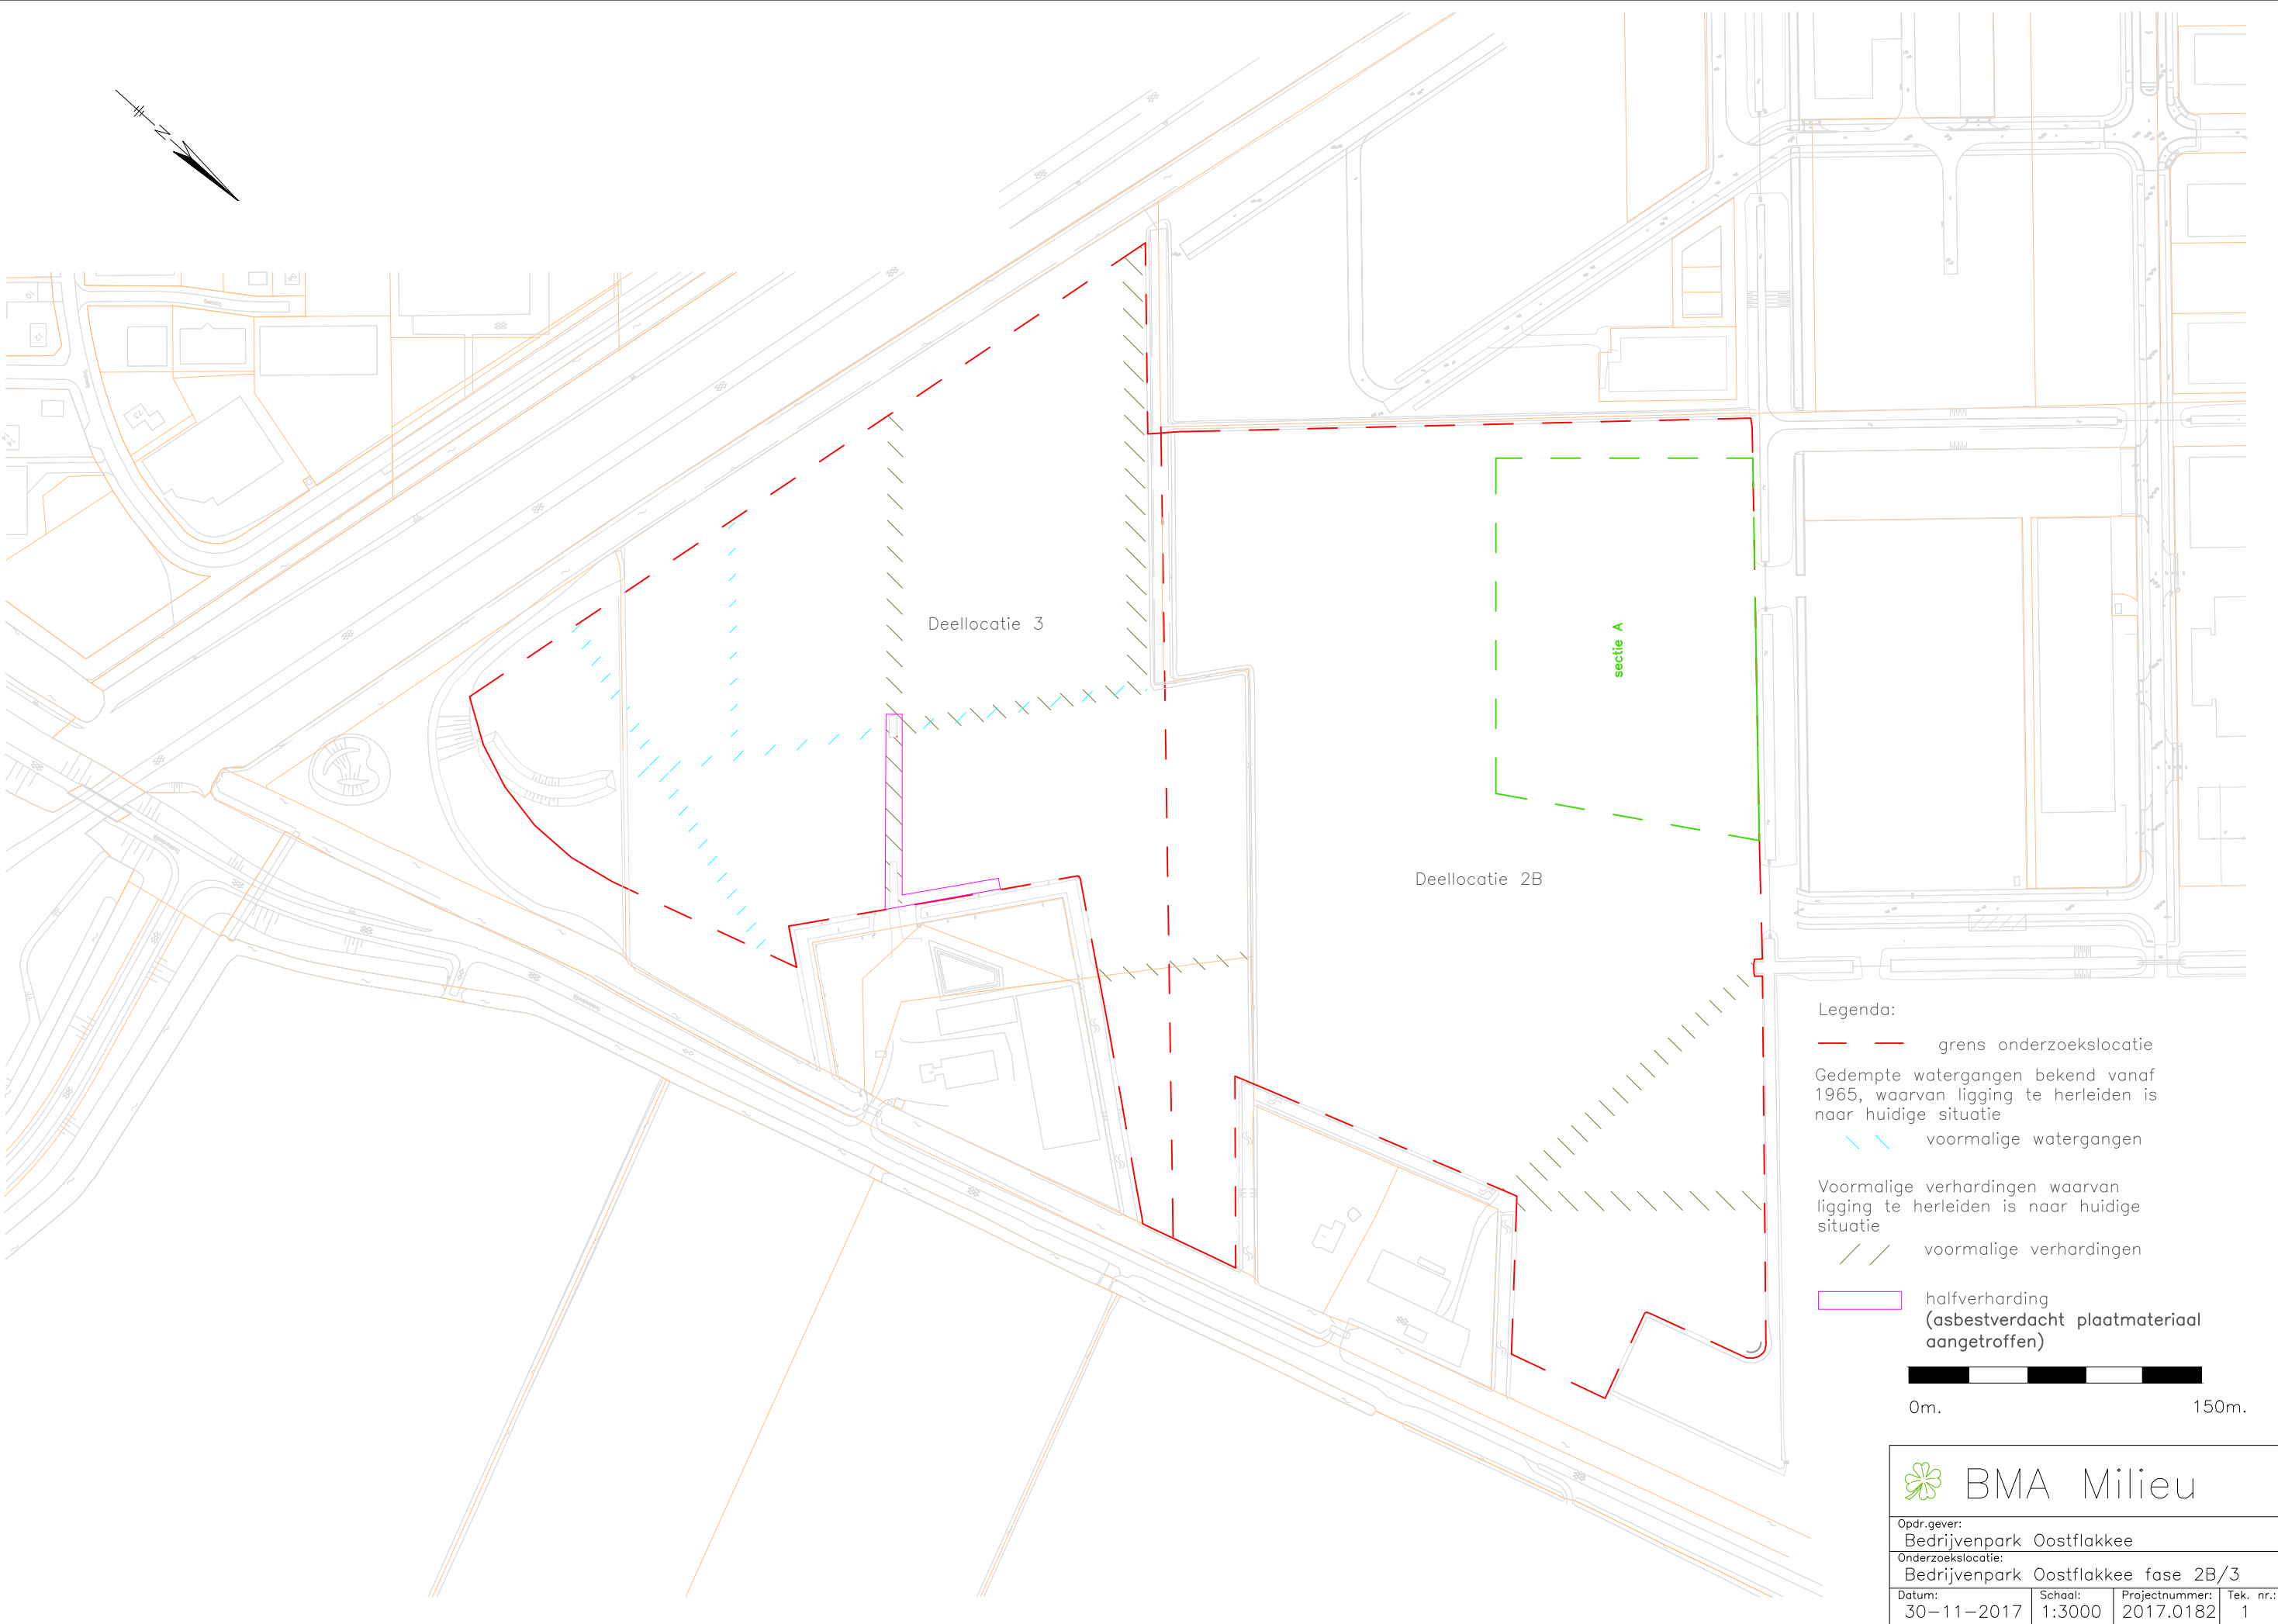 N
Deellocatie 3
sectie A
Deellocatie 2B
Legenda:
grens onderzoekslocatie
Gedempte watergangen bekend vanaf
1965, waarvan ligging te herleiden is
naar huidige situatie
voormalige watergangen
Voormalige verhardingen waarvan
ligging te herleiden is naar huidige
situatie
voormalige verhardingen
halfverharding
(asbestverdacht plaatmateriaal
aangetroffen)
0m. 150m.
BMA Milieu
Opdr.gever:
Bedrijvenpark Oostflakkee
Onderzoekslocatie:
Bedrijvenpark Oostflakkee fase 2B/3
Datum: Schaal: Projectnummer: Tek. nr.:
30-11-2017 1:3000 2017.0182 1